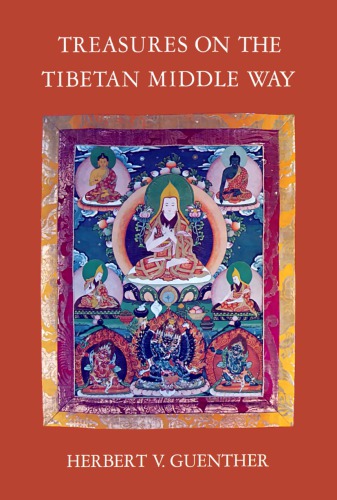 TREASURES ON THE
TIBETAN MIDDLE WAY
HERBERT V. GUENTHER